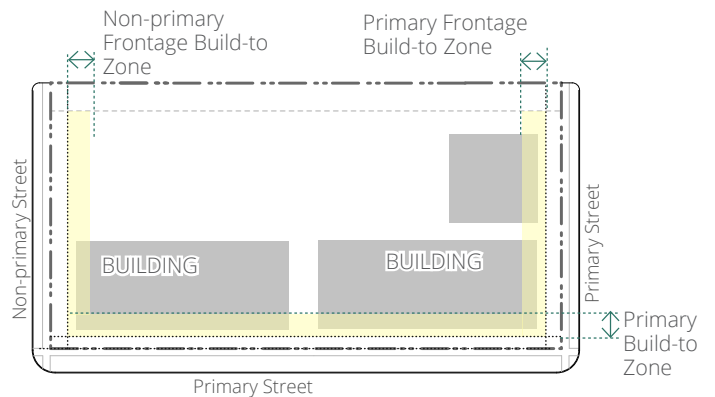 Non-primary
Frontage Build-to
Zone
Primary Frontage
Build-to Zone
Non-primary Street
BUILDING
BUILDING
Primary Street
Primary
Build-to
Zone
Primary Street